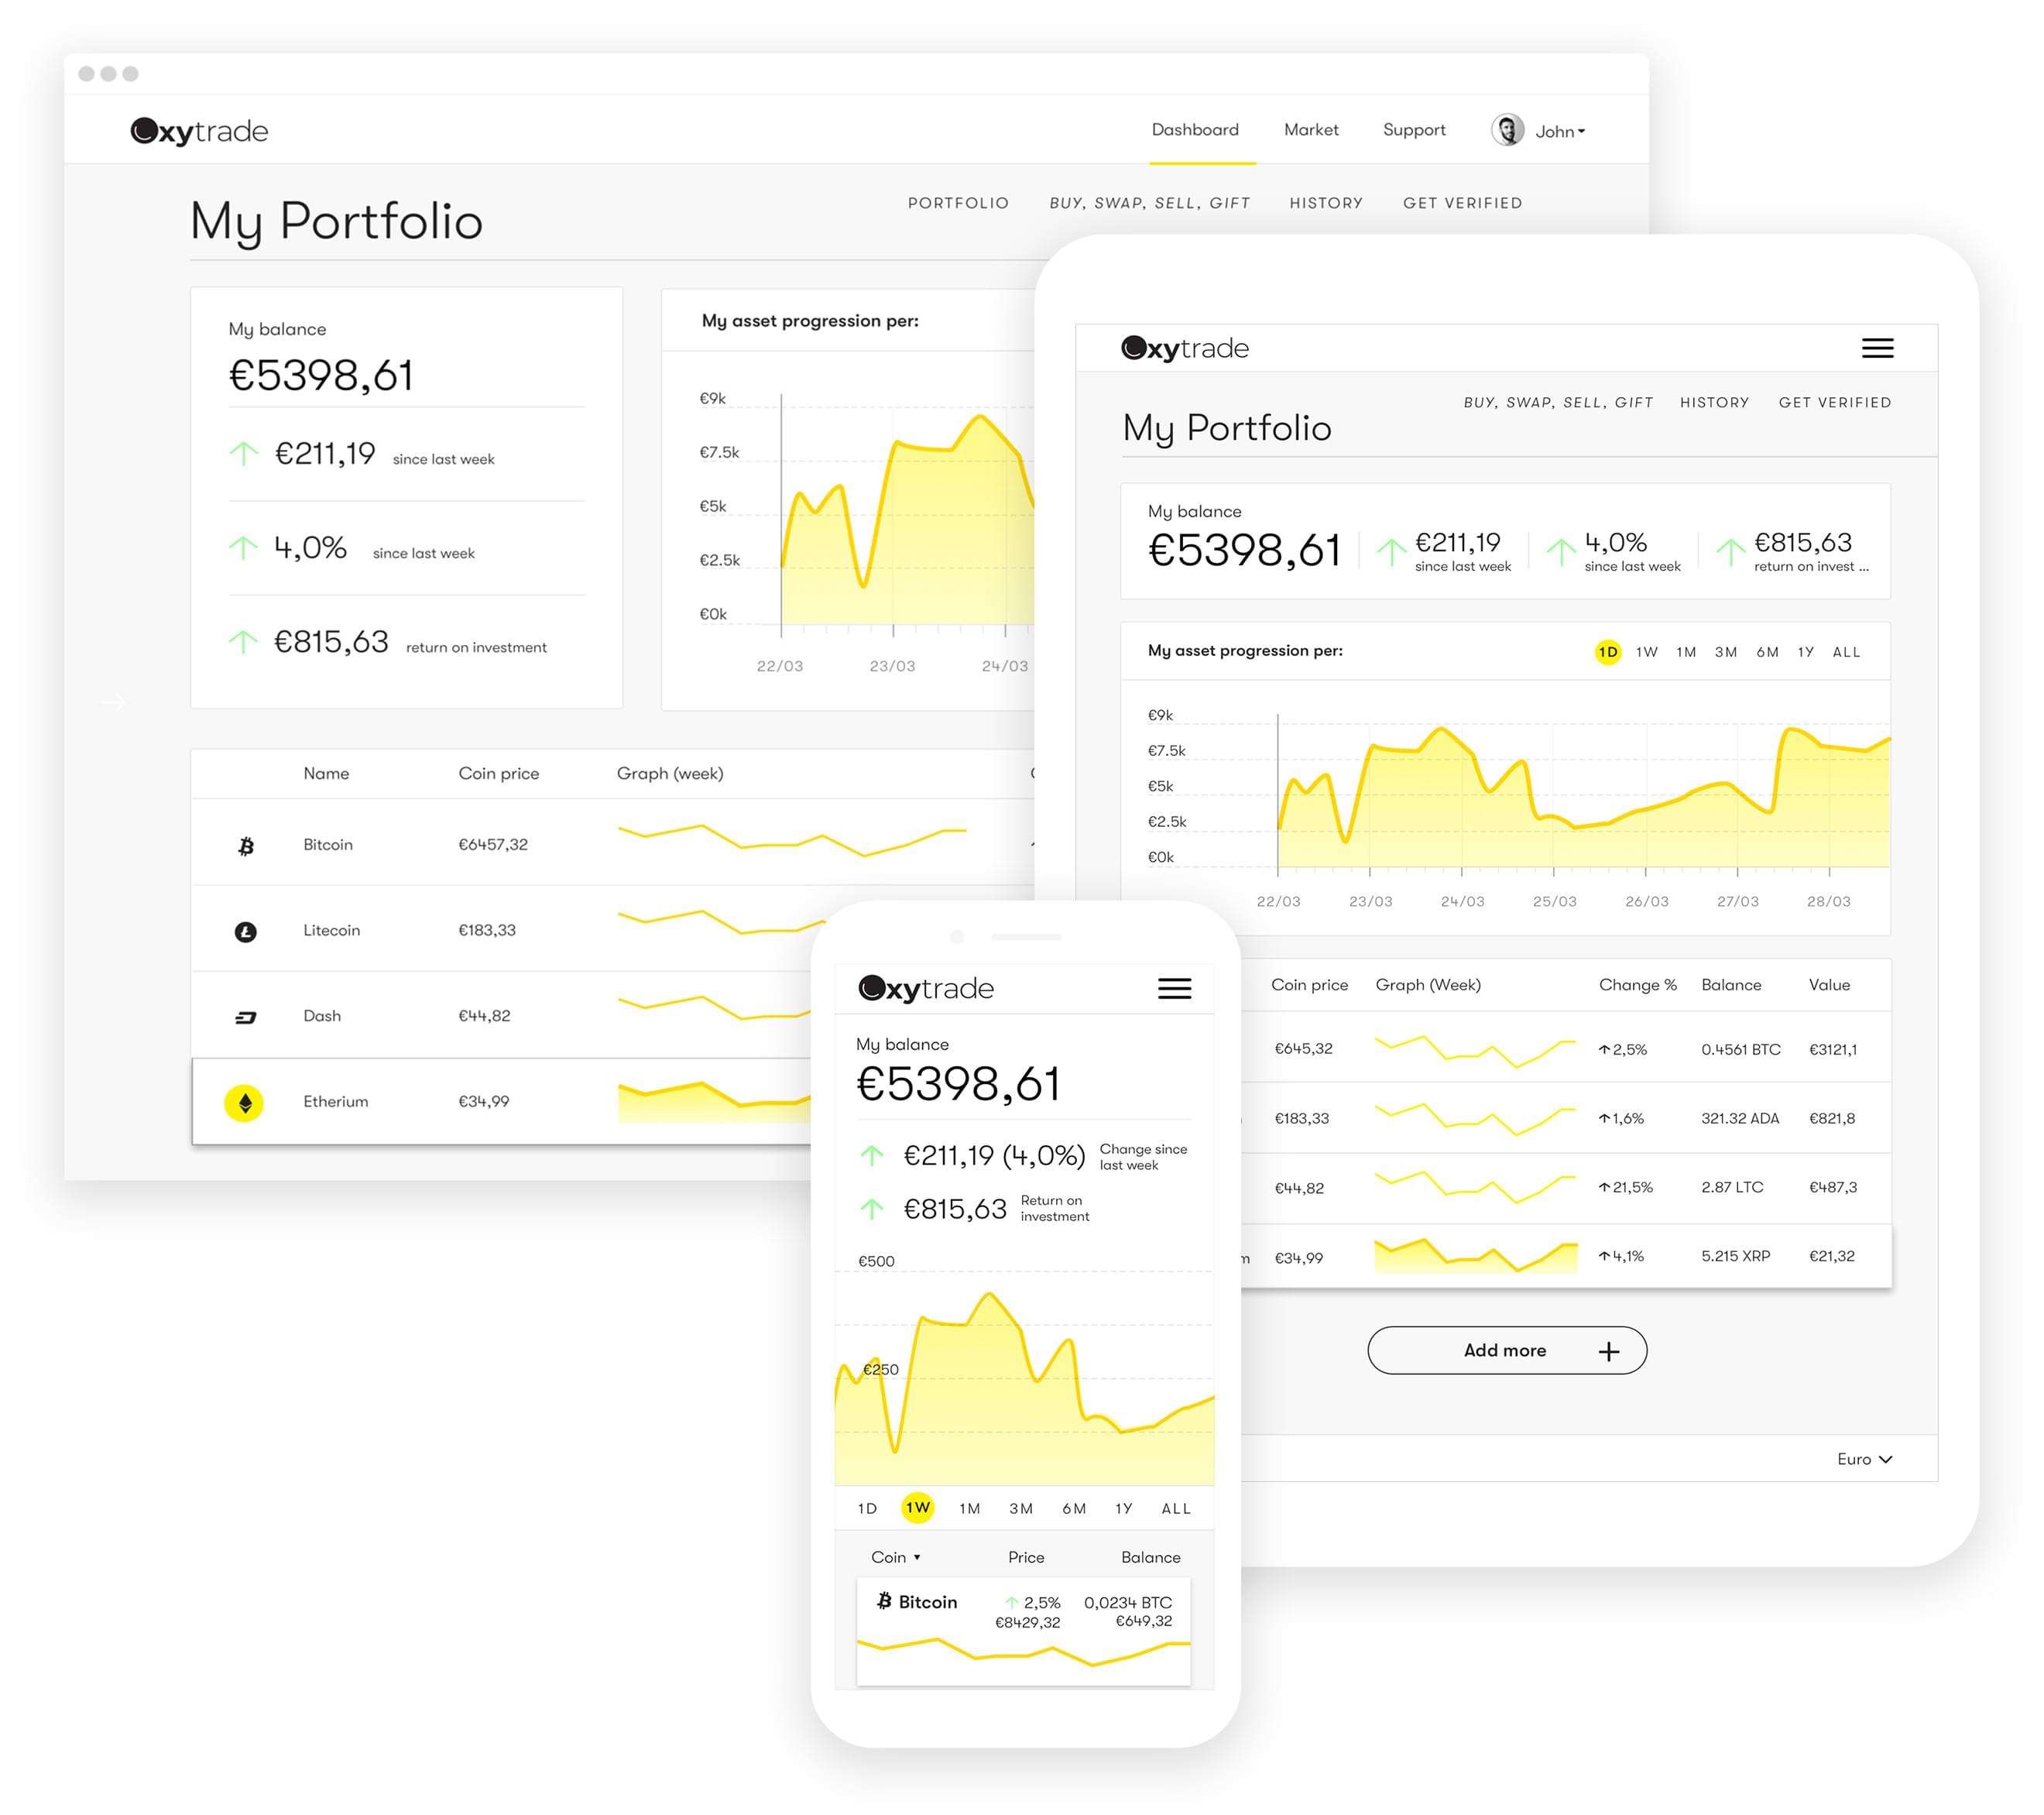 Oxytrade
Dashboard Market Support John
My Portfolio
PORTFOLIO BUY, SWAP, SELL, GIFT HISTORY GET VERIFIED
My balance
€5398,61
€211,19 since last week
4,0% since last week
€815,63 return on investment
My asset progression per:
€9k
€7.5k
€5k
€2.5k
€0k
22/03 23/03 24/03
Name Coin price Graph (week)
Bitcoin €6457,32
Litecoin €183,33
Dash €44,82
Etherium €34,99
Oxytrade
BUY, SWAP, SELL, GIFT HISTORY GET VERIFIED
My Portfolio
My balance
€5398,61
€211,19
since last week
4,0%
since last week
€815,63
return on invest ...
My asset progression per:
1D 1W 1M 3M 6M 1Y ALL
€9k
€7.5k
€5k
€2.5k
€0k
22/03 23/03 24/03 25/03 26/03 27/03 28/03
Coin price Graph (Week) Change % Balance Value
€645,32 2,5% 0.4561 BTC €3121,1
€183,33 1,6% 321.32 ADA €821,8
€44,82 21,5% 2.87 LTC €487,3
m €34,99 4,1% 5.215 XRP €21,32
Add more +
Euro
Oxytrade
My balance
€5398,61
€211,19 (4,0%) Change since
last week
€815,63 Return on
investment
€500
€250
1D 1W 1M 3M 6M 1Y ALL
Coin Price Balance
Bitcoin 2,5% 0,0234 BTC
€8429,32 €649,32